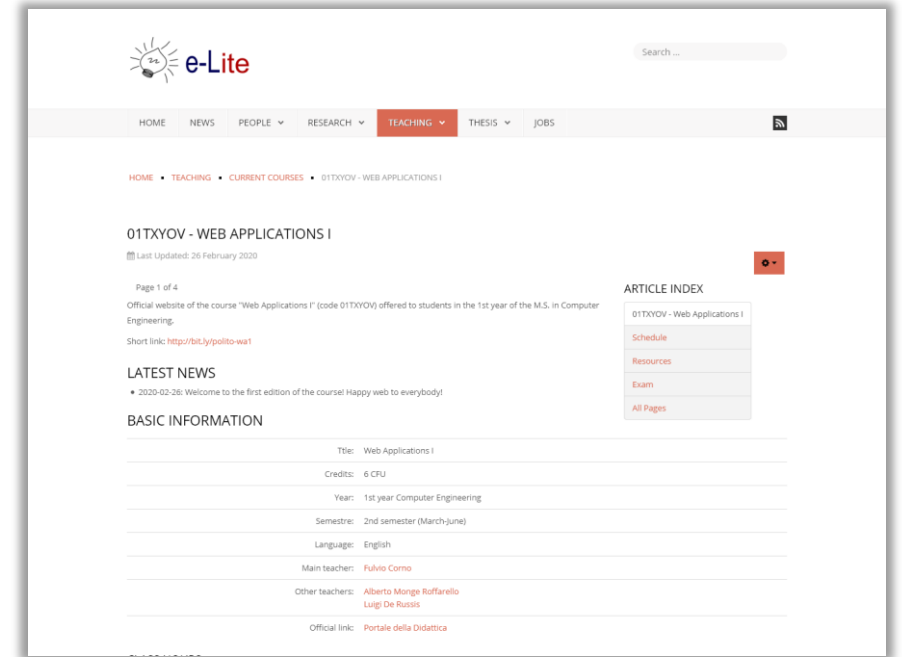 e-Lite
Search ...
HOME NEWS PEOPLE RESEARCH TEACHING THESIS JOBS
HOME • TEACHING • CURRENT COURSES • 01TXYOV - WEB APPLICATIONS I
01TXYOV - WEB APPLICATIONS I
Last Updated: 26 February 2020
Page 1 of 4
Official website of the course "Web Applications I" (code 01TXYOV) offered to students in the 1st year of the M.S. in Computer
Engineering.
Short link: http://bit.ly/polito-wa1
ARTICLE INDEX
01TXYOV - Web Applications I
Schedule
Resources
Exam
All Pages
LATEST NEWS
• 2020-02-26: Welcome to the first edition of the course! Happy web to everybody!
BASIC INFORMATION
Ttle: Web Applications I
Credits: 6 CFU
Year: 1st year Computer Engineering
Semestre: 2nd semester (March-June)
Language: English
Main teacher: Fulvio Corno
Other teachers: Alberto Monge Roffarello
Luigi De Russis
Official link: Portale della Didattica